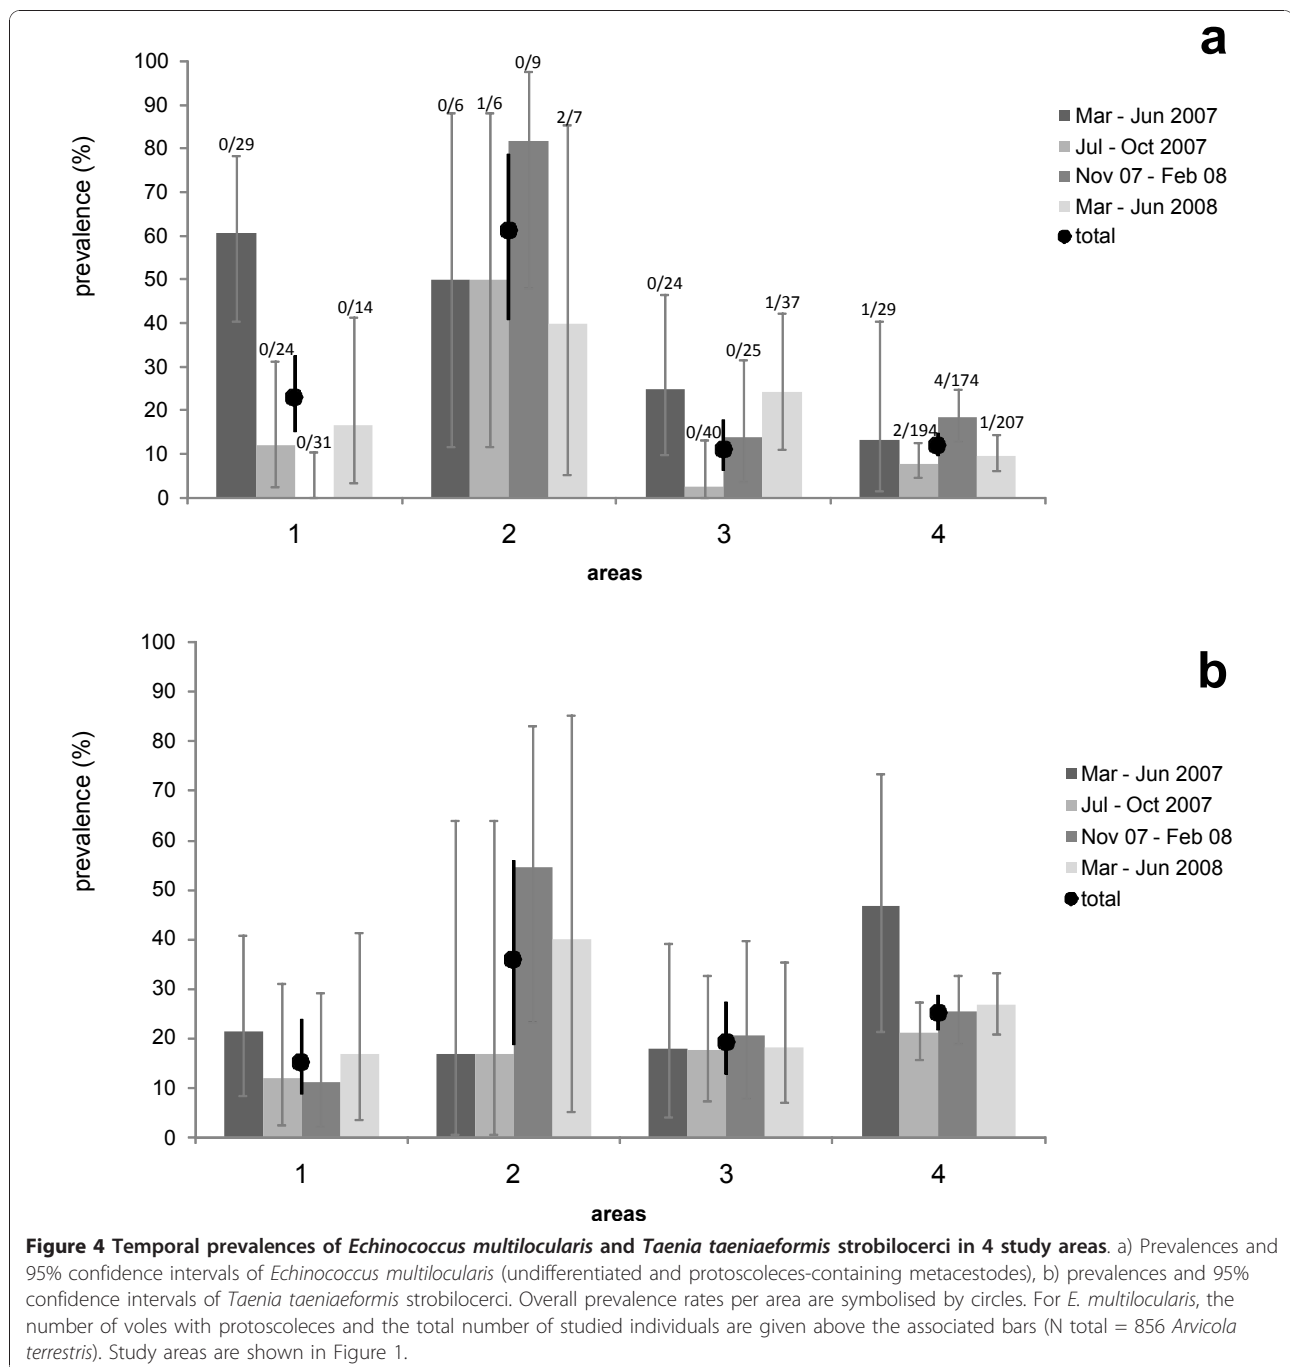 a
100
90
80
70
60
50
40
30
20
10
0
prevalence (%)
0/29
0/24
0/31
0/14
0/6
1/6
0/9
2/7
0/24
0/40
0/25
1/37
1/29
2/194
4/174
1/207
Mar - Jun 2007
Jul - Oct 2007
Nov 07 - Feb 08
Mar - Jun 2008
total
1 2 3 4
areas
b
100
90
80
70
60
50
40
30
20
10
0
prevalence (%)
Mar - Jun 2007
Jul - Oct 2007
Nov 07 - Feb 08
Mar - Jun 2008
total
1 2 3 4
areas
Figure 4 Temporal prevalences of Echinococcus multilocularis and Taenia taeniaeformis strobilocerci in 4 study areas. a) Prevalences and
95% confidence intervals of Echinococcus multilocularis (undifferentiated and protoscoleces-containing metacestodes), b) prevalences and 95%
confidence intervals of Taenia taeniaeformis strobilocerci. Overall prevalence rates per area are symbolised by circles. For E. multilocularis, the
number of voles with protoscoleces and the total number of studied individuals are given above the associated bars (N total = 856 Arvicola
terrestris). Study areas are shown in Figure 1.